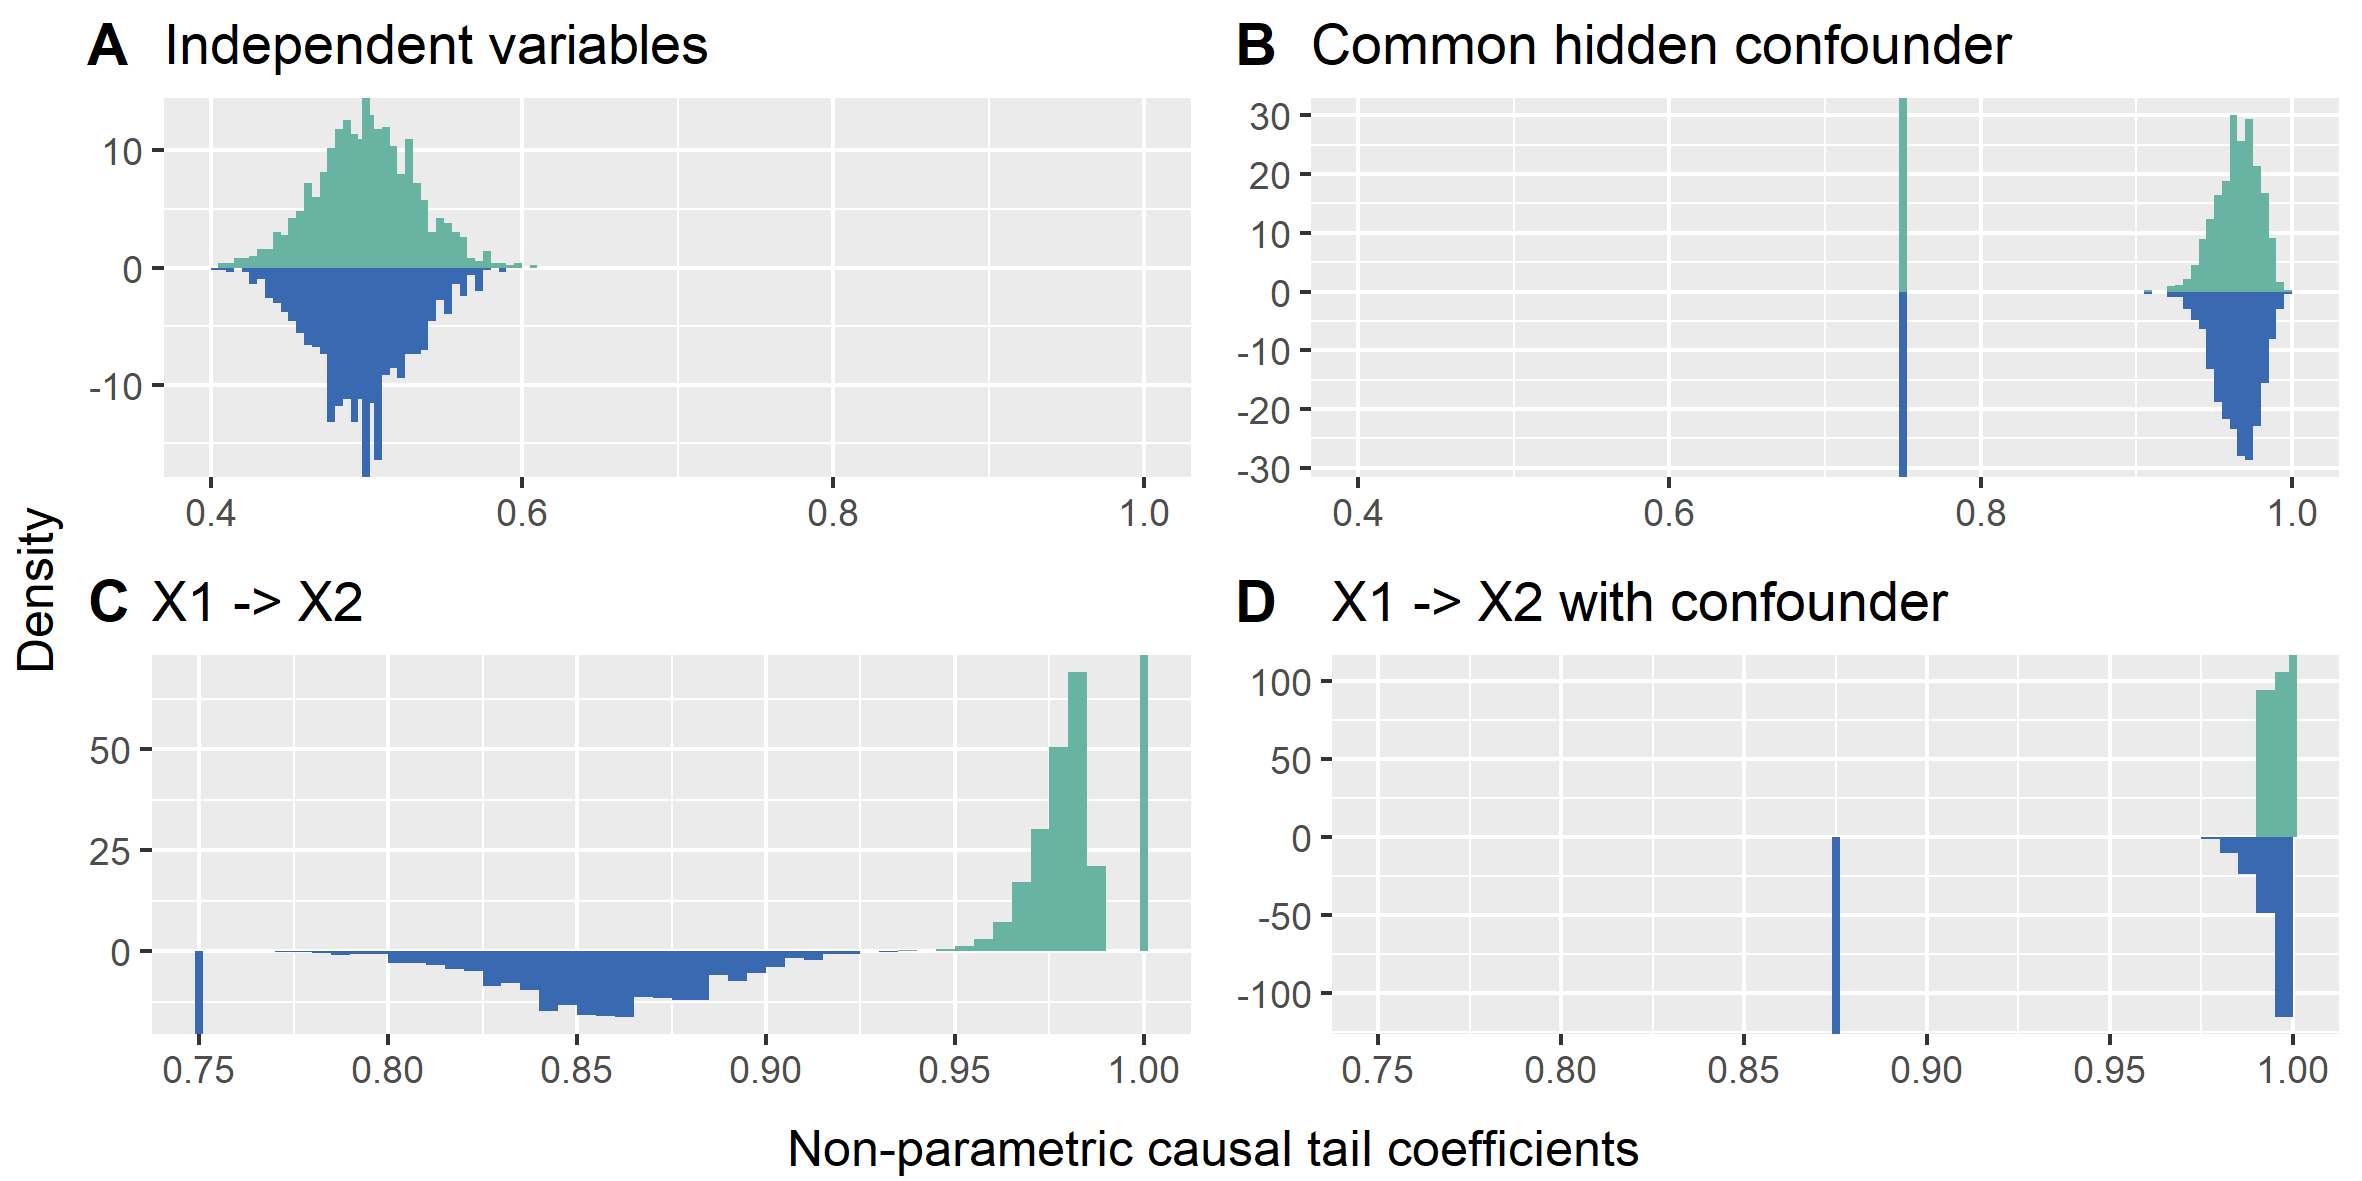 A Independent variables
10
0
-10
0.4 0.6 0.8 1.0
B Common hidden confounder
30
20
10
0
-10
-20
-30
0.4 0.6 0.8 1.0
Density
C X1 -> X2
50
25
0
0.75 0.80 0.85 0.90 0.95 1.00
D X1 -> X2 with confounder
100
50
0
-50
-100
0.75 0.80 0.85 0.90 0.95 1.00
Non-parametric causal tail coefficients